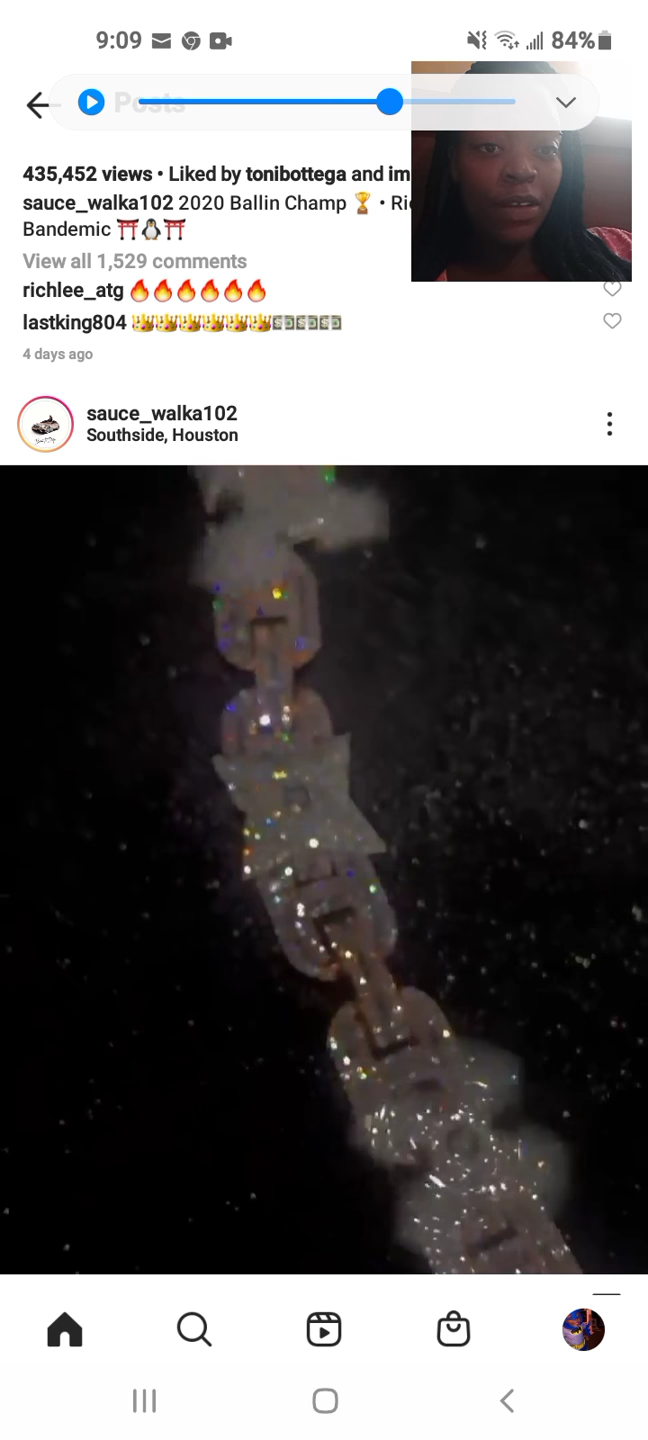 9:09 84%
Posts
435,452 views • Liked by tonibottega and im
sauce_walka102 2020 Ballin Champ 🏆 •
Bandemic ⛩️🐧⛩️
View all 1,529 comments
richlee_atg 🔥🔥🔥🔥🔥🔥
lastking804 👑👑👑👑👑👑💵💵💵
4 days ago
sauce_walka102
Southside, Houston